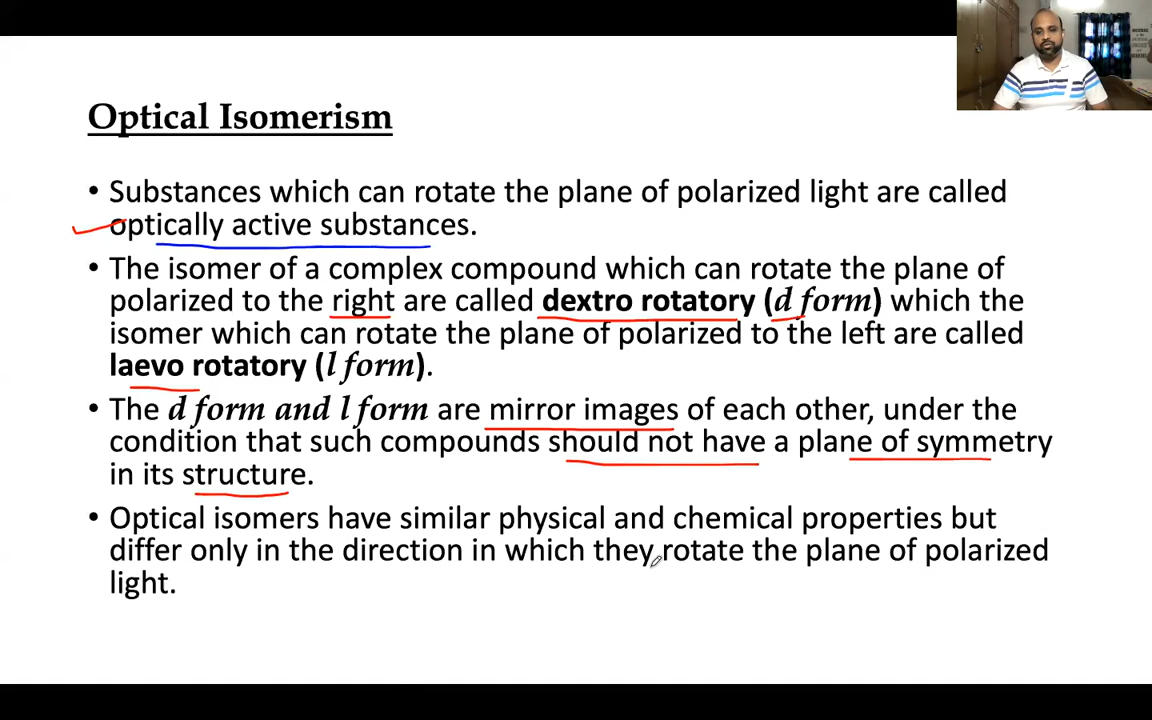 Optical Isomerism
• Substances which can rotate the plane of polarized light are called
optically active substances.
• The isomer of a complex compound which can rotate the plane of
polarized to the right are called dextro rotatory (d form) which the
isomer which can rotate the plane of polarized to the left are called
laevo rotatory (l form).
• The d form and l form are mirror images of each other, under the
condition that such compounds should not have a plane of symmetry
in its structure.
• Optical isomers have similar physical and chemical properties but
differ only in the direction in which they rotate the plane of polarized
light.